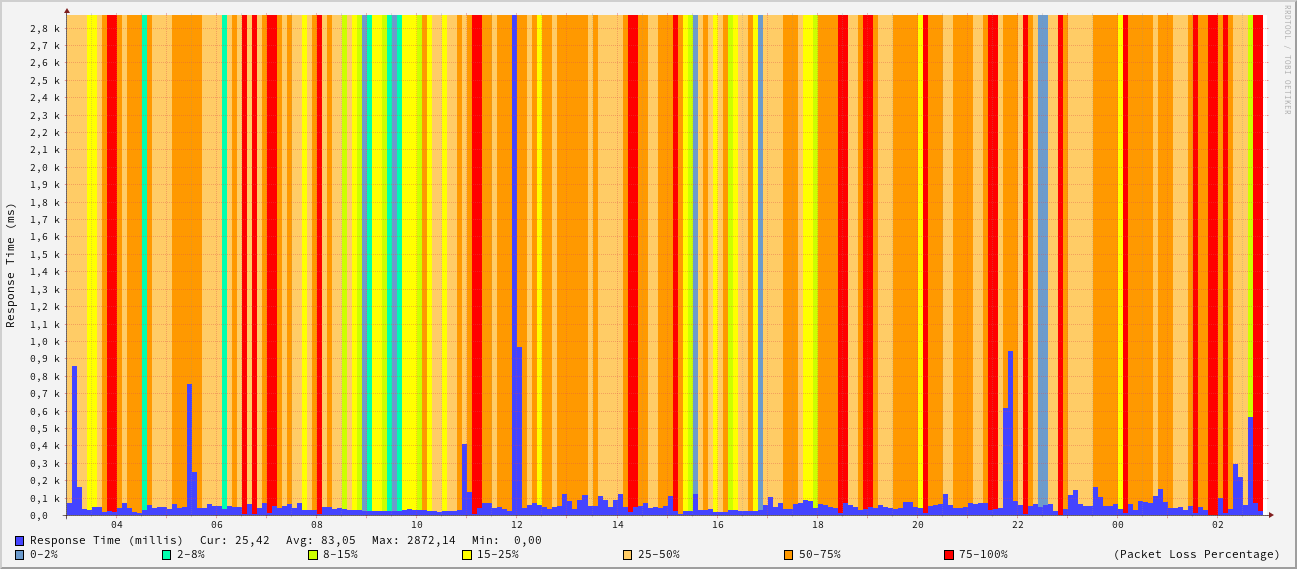 RRDTOOL / TOBI OETIKER
Response Time (ms)
2,8 k
2,7 k
2,6 k
2,5 k
2,4 k
2,3 k
2,2 k
2,1 k
2,0 k
1,9 k
1,8 k
1,7 k
1,6 k
1,5 k
1,4 k
1,3 k
1,2 k
1,1 k
1,0 k
0,9 k
0,8 k
0,7 k
0,6 k
0,5 k
0,4 k
0,3 k
0,2 k
0,1 k
0,0
04 06 08 10 12 14 16 18 20 22 00 02
Response Time (millis) Cur: 25,42 Avg: 83,05 Max: 2872,14 Min: 0,00
0-2% 2-8% 8-15% 15-25% 25-50% 50-75% 75-100% (Packet Loss Percentage)